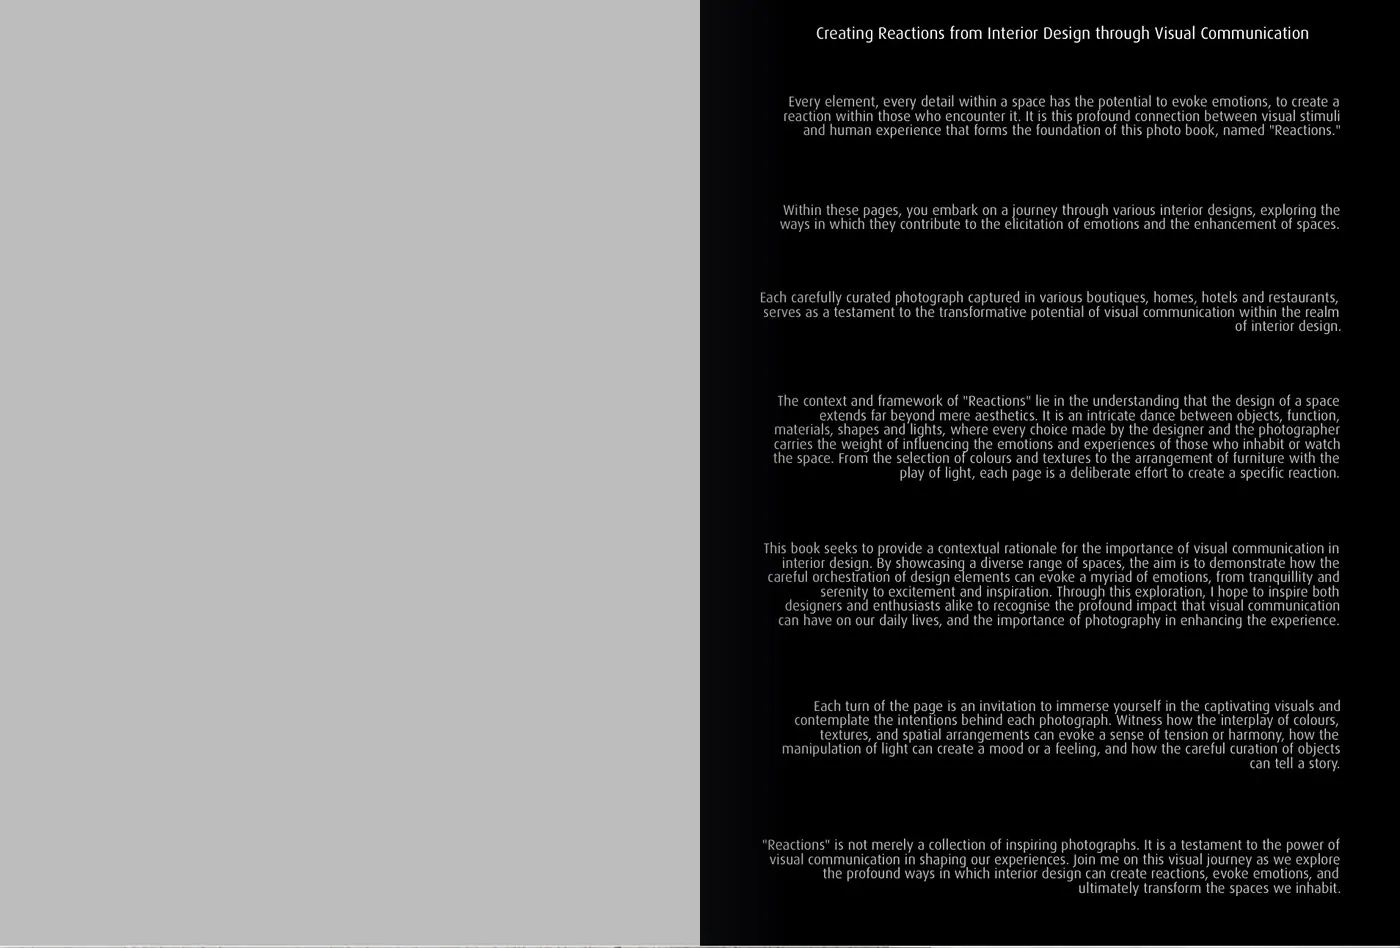 Creating Reactions from Interior Design through Visual Communication
Every element, every detail within a space has the potential to evoke emotions, to create a
reaction within those who encounter it. It is this profound connection between visual stimuli
and human experience that forms the foundation of this photo book, named "Reactions."
Within these pages, you embark on a journey through various interior designs, exploring the
ways in which they contribute to the elicitation of emotions and the enhancement of spaces.
Each carefully curated photograph captured in various boutiques, homes, hotels and restaurants,
serves as a testament to the transformative potential of visual communication within the realm
of interior design.
The context and framework of "Reactions" lie in the understanding that the design of a space
extends far beyond mere aesthetics. It is an intricate dance between objects, function,
materials, shapes and lights, where every choice made by the designer and the photographer
carries the weight of influencing the emotions and experiences of those who inhabit or watch
the space. From the selection of colours and textures to the arrangement of furniture with the
play of light, each page is a deliberate effort to create a specific reaction.
This book seeks to provide a contextual rationale for the importance of visual communication in
interior design. By showcasing a diverse range of spaces, the aim is to demonstrate how the
careful orchestration of design elements can evoke a myriad of emotions, from tranquillity and
serenity to excitement and inspiration. Through this exploration, I hope to inspire both
designers and enthusiasts alike to recognise the profound impact that visual communication
can have on our daily lives, and the importance of photography in enhancing the experience.
Each turn of the page is an invitation to immerse yourself in the captivating visuals and
contemplate the intentions behind each photograph. Witness how the interplay of colours,
textures, and spatial arrangements can evoke a sense of tension or harmony, how the
manipulation of light can create a mood or a feeling, and how the careful curation of objects
can tell a story.
"Reactions" is not merely a collection of inspiring photographs. It is a testament to the power of
visual communication in shaping our experiences. Join me on this visual journey as we explore
the profound ways in which interior design can create reactions, evoke emotions, and
ultimately transform the spaces we inhabit.